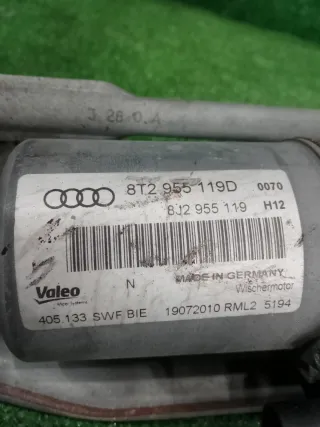 3 28 0 4
8T2 955 119D 0070
8J2 955 119 H12
Valeo
N
MADE IN GERMANY
Wischermotor
405.133 SWF BIE 19072010 RML2 5194